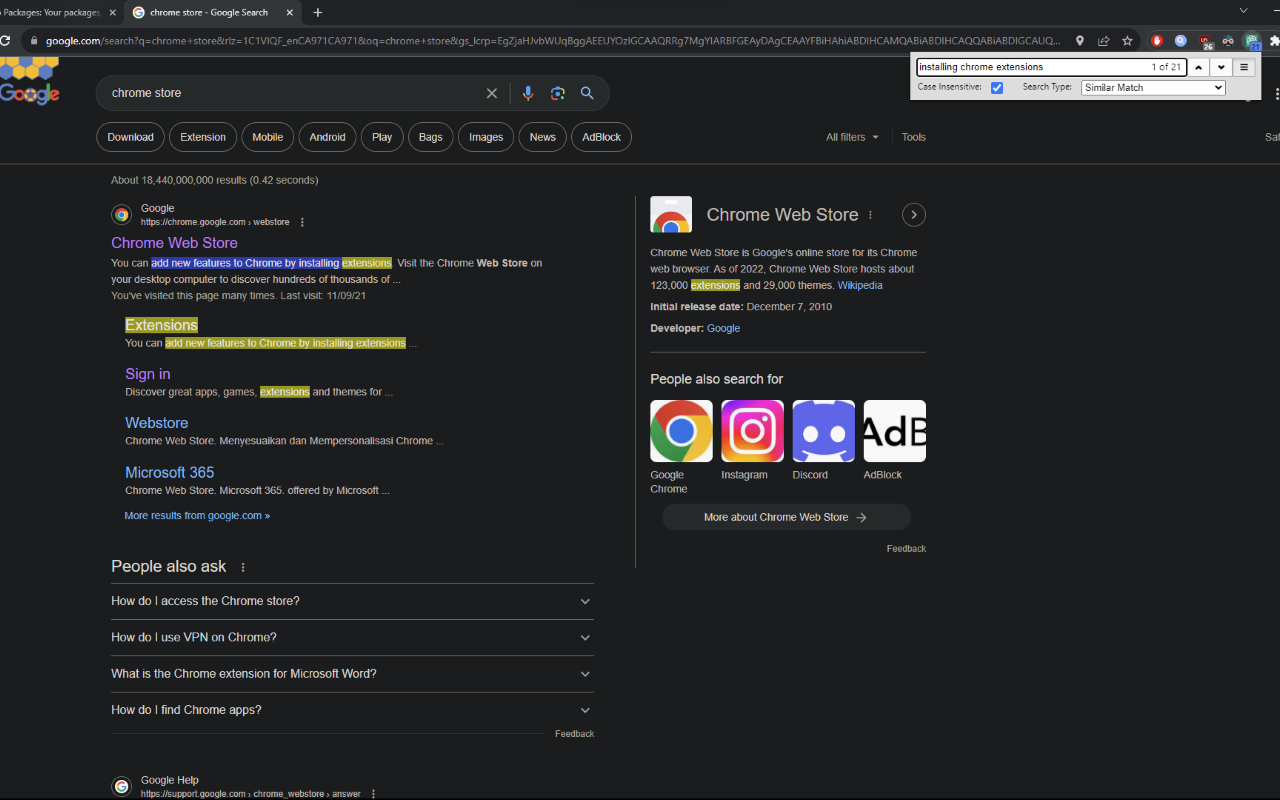 Packages: Your packages,
chrome store - Google Search
google.com/search?q=chrome+store&rlz=1C1VIQF_enCA971CA971&oq=chrome+store&gs_lcrp=EgZjaHJvbWUqBggAEEUYOzIGCAAQRRg7MgYIARBFGEAyDAgCEAAYFBiHAhiABDIHCAMQABiABDIHCAQQABiABDIGCAUQ...
26
21
installing chrome extensions
1 of 21
Case Insensitive:
Search Type:
Similar Match
Google
chrome store
Download
Extension
Mobile
Android
Play
Bags
Images
News
AdBlock
All filters
Tools
Saf
About 18,440,000,000 results (0.42 seconds)
Google
https://chrome.google.com › webstore
Chrome Web Store
You can add new features to Chrome by installing extensions. Visit the Chrome Web Store on
your desktop computer to discover hundreds of thousands of ...
You've visited this page many times. Last visit: 11/09/21
Extensions
You can add new features to Chrome by installing extensions ...
Sign in
Discover great apps, games, extensions and themes for ...
Webstore
Chrome Web Store. Menyesuaikan dan Mempersonalisasi Chrome ...
Microsoft 365
Chrome Web Store. Microsoft 365. offered by Microsoft ...
More results from google.com »
People also ask
How do I access the Chrome store?
How do I use VPN on Chrome?
What is the Chrome extension for Microsoft Word?
How do I find Chrome apps?
Feedback
Google Help
https://support.google.com › chrome_webstore › answer
Chrome Web Store
Chrome Web Store is Google's online store for its Chrome
web browser. As of 2022, Chrome Web Store hosts about
123,000 extensions and 29,000 themes. Wikipedia
Initial release date: December 7, 2010
Developer: Google
People also search for
AdB
Google
Chrome
Instagram
Discord
AdBlock
More about Chrome Web Store
Feedback